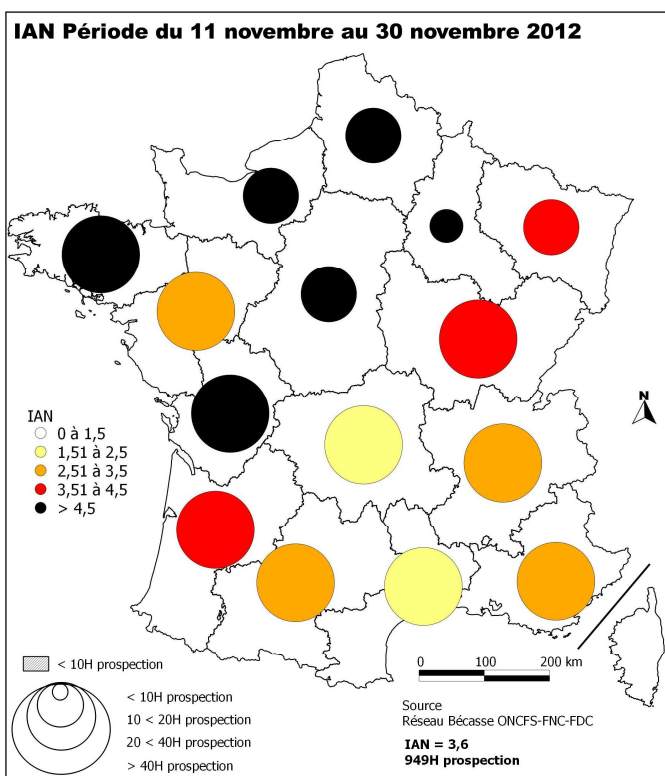 IAN Période du 11 novembre au 30 novembre 2012
N
IAN
0 à 1,5
1,51 à 2,5
2,51 à 3,5
3,51 à 4,5
> 4,5
< 10H prospection
< 10H prospection
10 < 20H prospection
20 < 40H prospection
> 40H prospection
0 100 200 km
Source
Réseau Bécasse ONCFS-FNC-FDC
IAN = 3,6
949H prospection